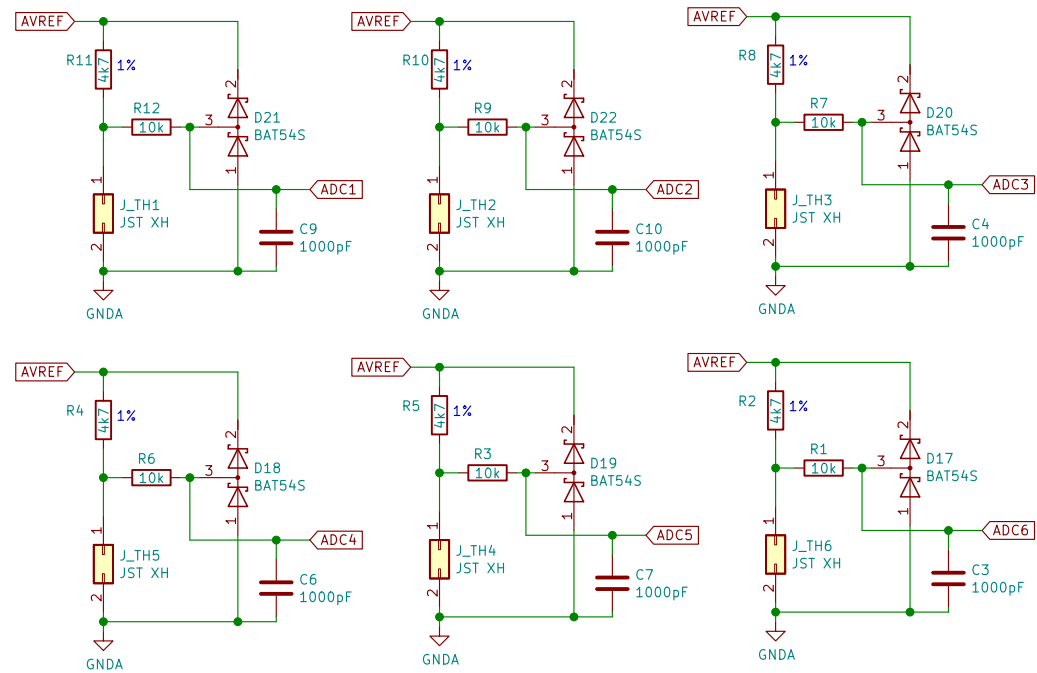 AVREF
R11
4k7
1%
R12
10k
2
3
1
D21
BAT54S
1
2
J_TH1
JST XH
ADC1
C9
1000pF
GNDA
AVREF
R10
4k7
1%
R9
10k
2
3
1
D22
BAT54S
1
2
J_TH2
JST XH
ADC2
C10
1000pF
GNDA
AVREF
R8
4k7
1%
R7
10k
2
3
1
D20
BAT54S
1
2
J_TH3
JST XH
ADC3
C4
1000pF
GNDA
AVREF
R4
4k7
1%
R6
10k
2
3
1
D18
BAT54S
1
2
J_TH5
JST XH
ADC4
C6
1000pF
GNDA
AVREF
R5
4k7
1%
R3
10k
2
3
1
D19
BAT54S
1
2
J_TH4
JST XH
ADC5
C7
1000pF
GNDA
AVREF
R2
4k7
1%
R1
10k
2
3
1
D17
BAT54S
1
2
J_TH6
JST XH
ADC6
C3
1000pF
GNDA